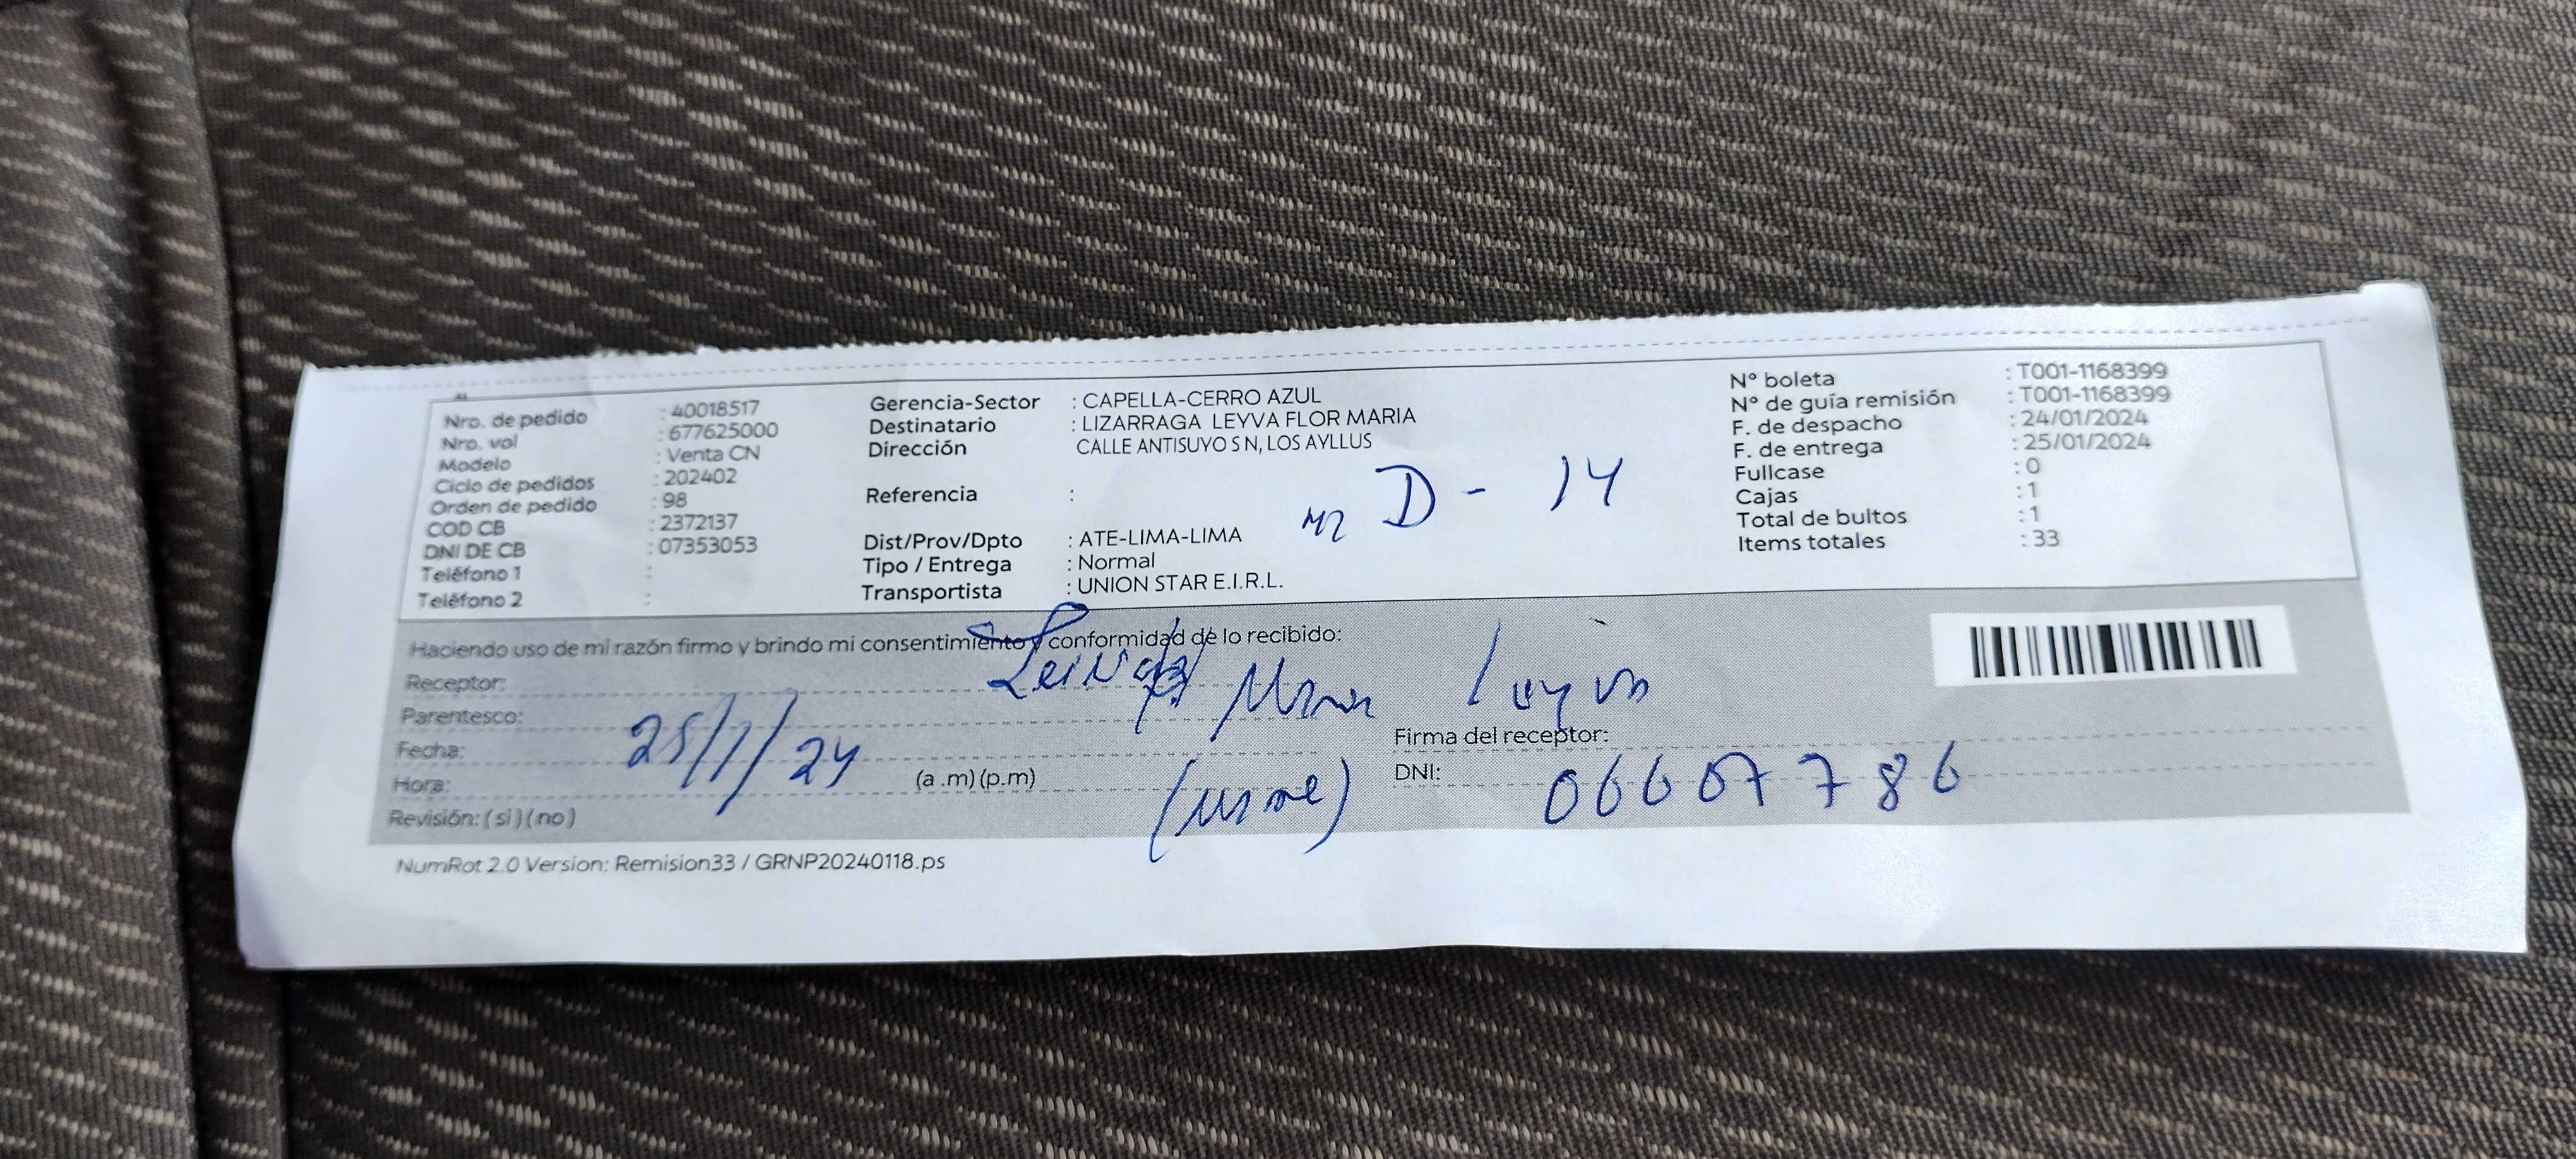 Nro. de pedido : 40018517
Nro. vol : 677625000
Modelo : Venta CN
Ciclo de pedidos : 202402
Orden de pedido : 98
COD CB : 2372137
DNI DE CB : 07353053
Teléfono 1 :
Teléfono 2 :
Gerencia-Sector : CAPELLA-CERRO AZUL
Destinatario : LIZARRAGA LEYVA FLOR MARIA
Dirección CALLE ANTISUYO S N, LOS AYLLUS
Referencia :
Mz D - 14
Dist/Prov/Dpto : ATE-LIMA-LIMA
Tipo / Entrega : Normal
Transportista : UNION STAR E.I.R.L.
N° boleta : T001-1168399
N° de guía remisión : T001-1168399
F. de despacho : 24/01/2024
F. de entrega : 25/01/2024
Fullcase : 0
Cajas : 1
Total de bultos : 1
Items totales : 33
Haciendo uso de mi razón firmo y brindo mi consentimiento y conformidad de lo recibido:
Receptor:
Parentesco:
Fecha: 25/1/24
Hora: (a .m) (p.m)
Revisión: ( si ) ( no )
Firma del receptor:
DNI: 06607786
NumRot 2.0 Version: Remision33 / GRNP20240118.ps